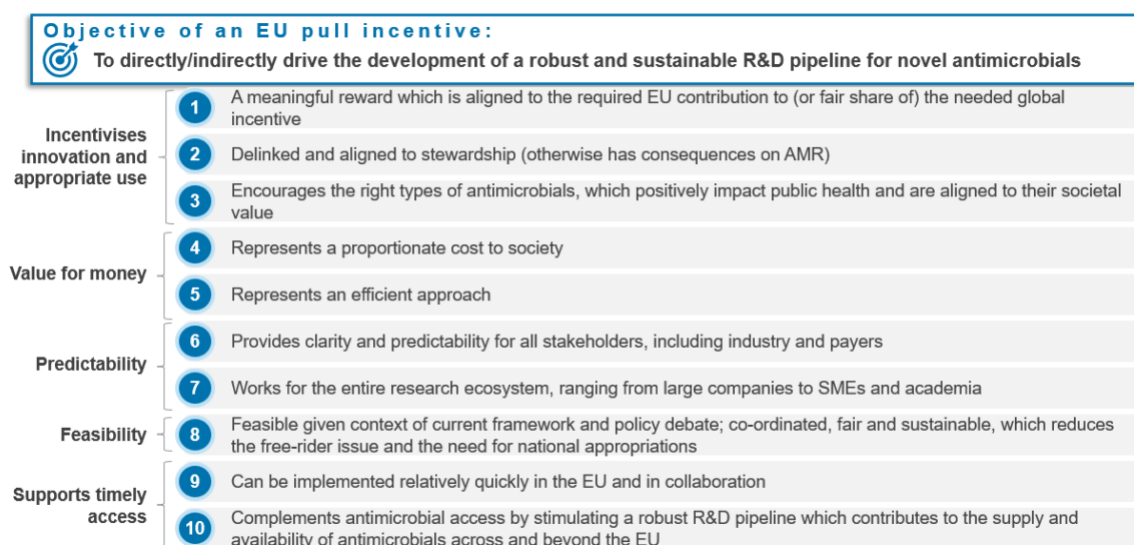 Objective of an EU pull incentive:
To directly/indirectly drive the development of a robust and sustainable R&D pipeline for novel antimicrobials
Incentivises
innovation and
appropriate use
1
A meaningful reward which is aligned to the required EU contribution to (or fair share of) the needed global
incentive
2
Delinked and aligned to stewardship (otherwise has consequences on AMR)
3
Encourages the right types of antimicrobials, which positively impact public health and are aligned to their societal
value
Value for money
4
Represents a proportionate cost to society
5
Represents an efficient approach
Predictability
6
Provides clarity and predictability for all stakeholders, including industry and payers
7
Works for the entire research ecosystem, ranging from large companies to SMEs and academia
Feasibility
8
Feasible given context of current framework and policy debate; co-ordinated, fair and sustainable, which reduces
the free-rider issue and the need for national appropriations
Supports timely
access
9
Can be implemented relatively quickly in the EU and in collaboration
10
Complements antimicrobial access by stimulating a robust R&D pipeline which contributes to the supply and
availability of antimicrobials across and beyond the EU